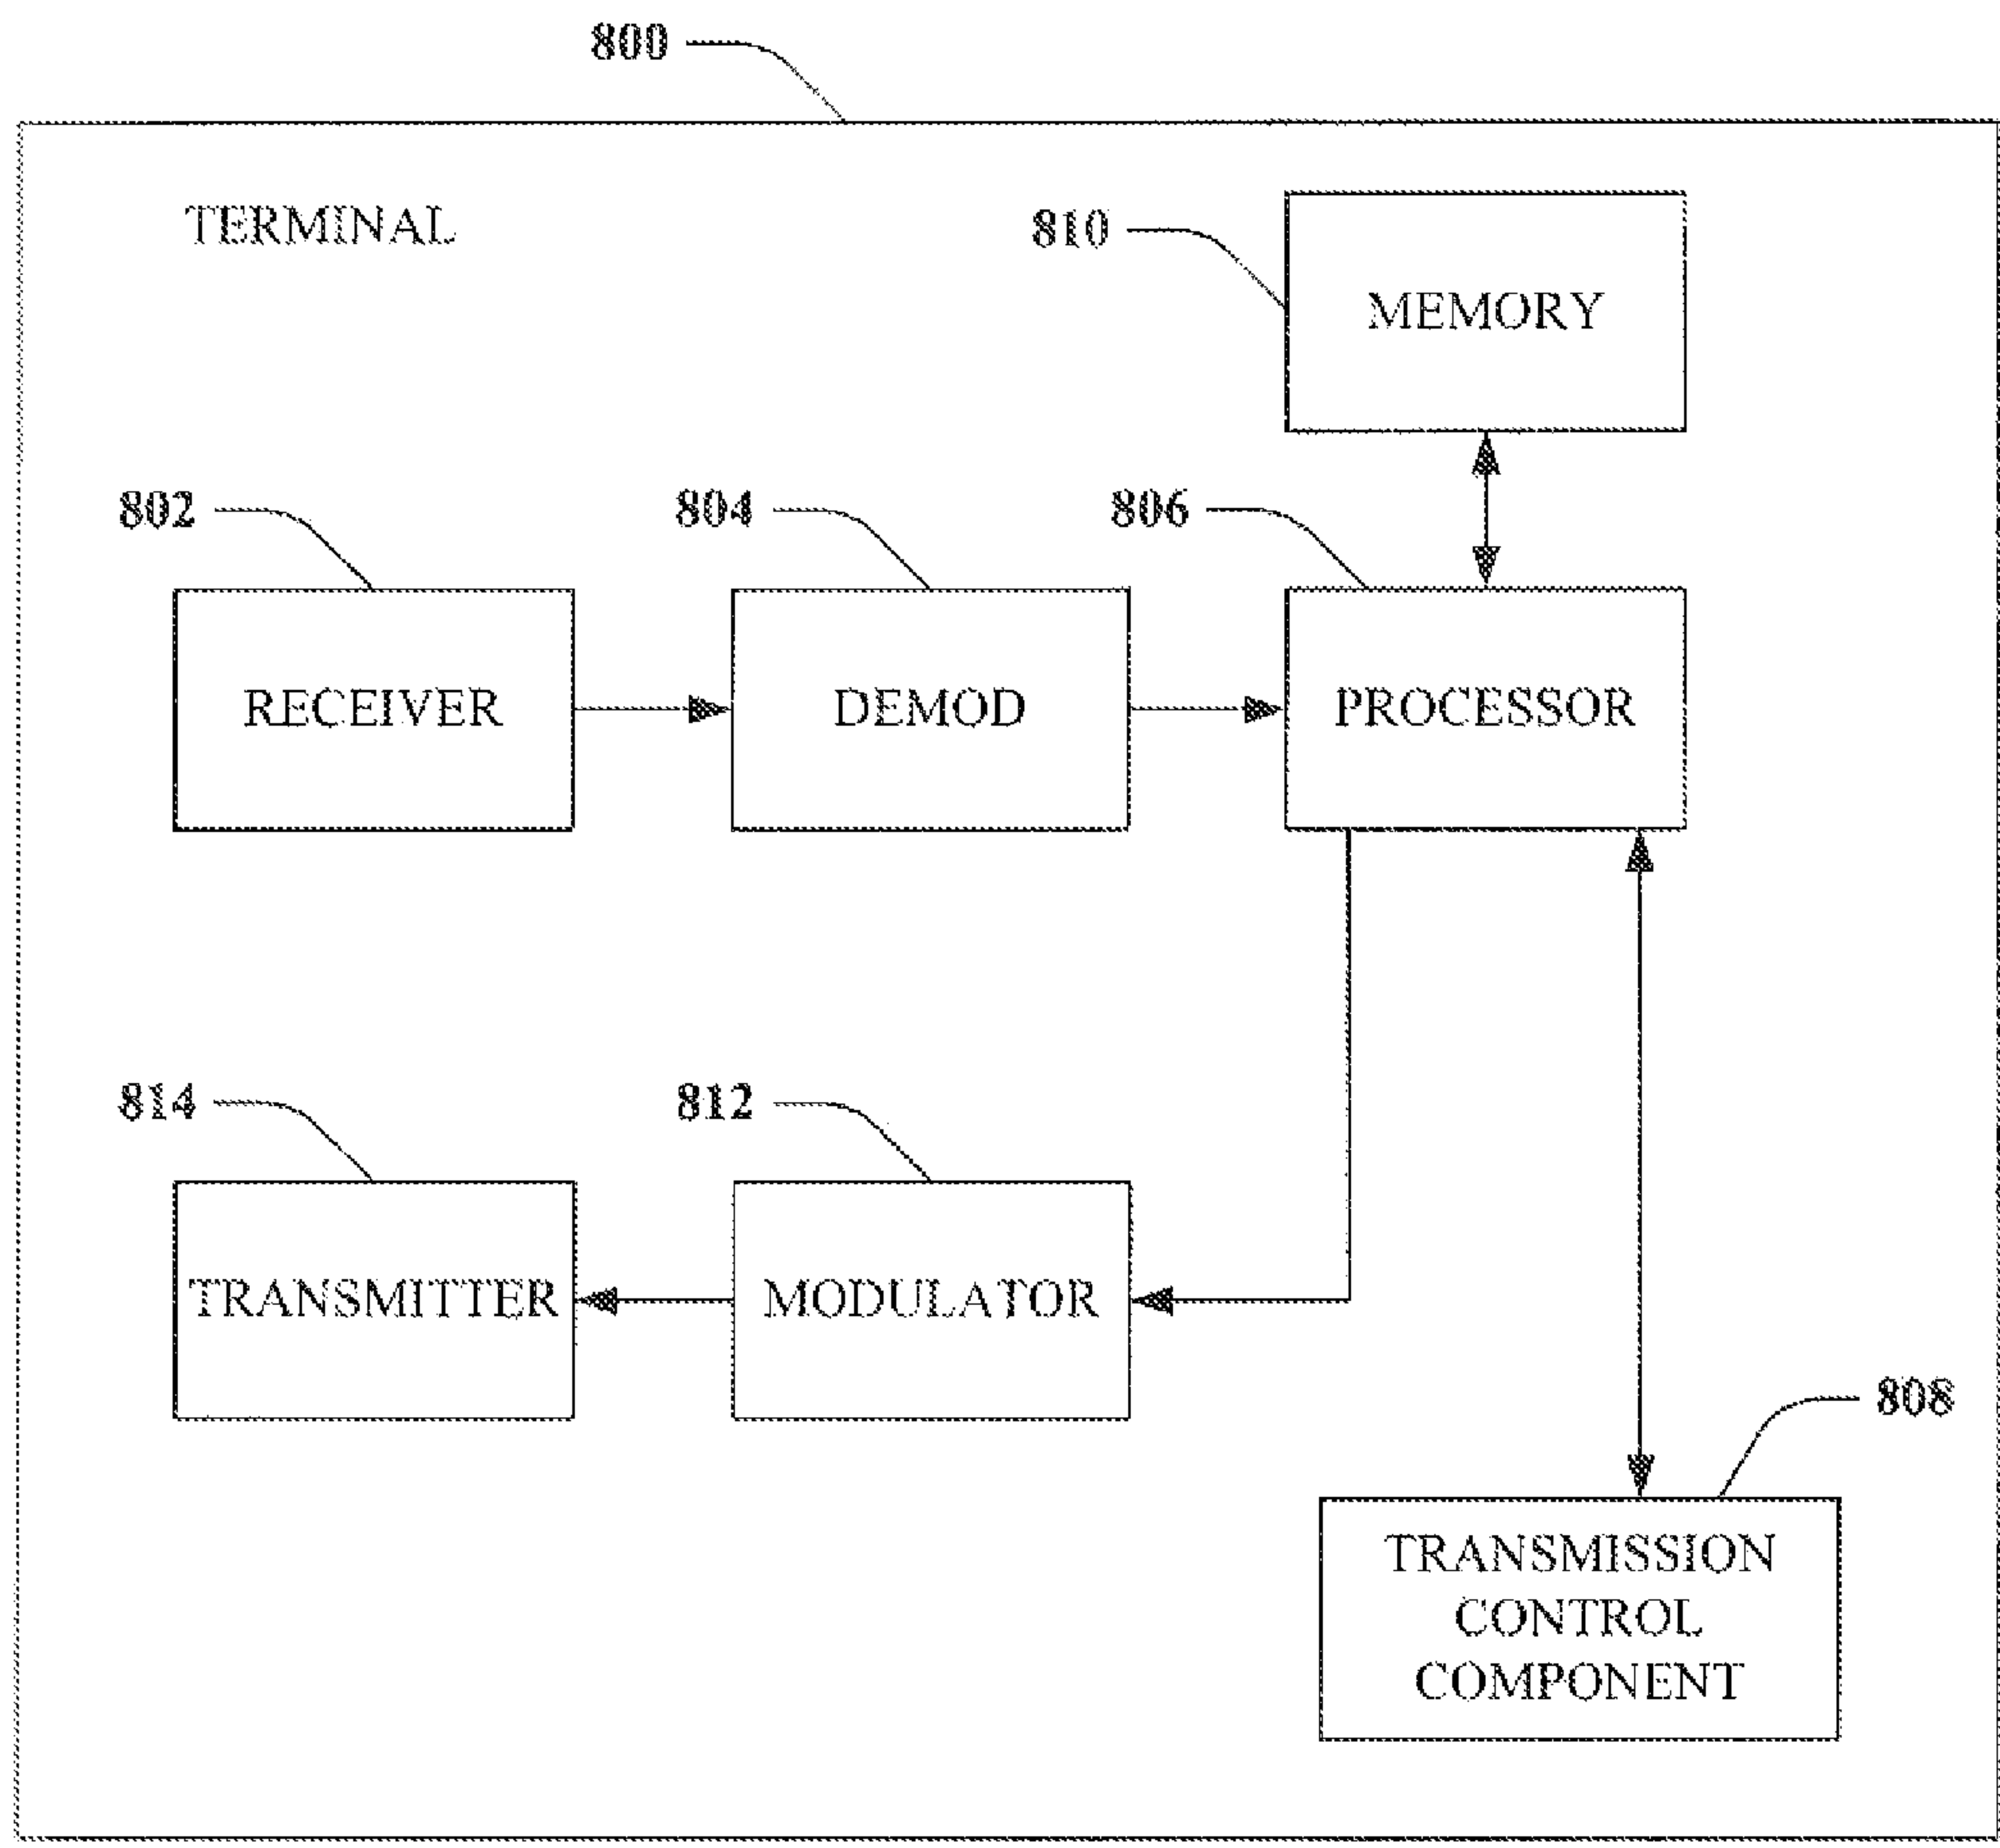 800
TERMINAL
810
MEMORY
802
804
806
RECEIVER
DEMOD
PROCESSOR
814
812
TRANSMITTER
MODULATOR
808
TRANSMISSION
CONTROL
COMPONENT